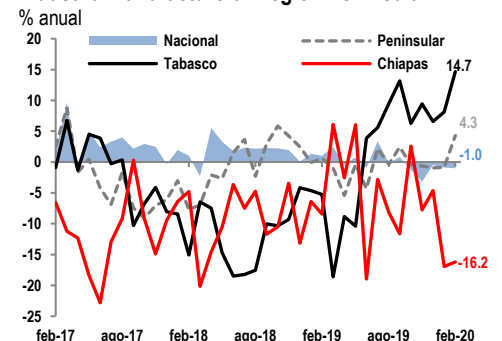 % anual
Nacional
Peninsular
Tabasco
Chiapas
20
15
10
5
0
-5
-10
-15
-20
-25
14.7
4.3
-1.0
-16.2
feb-17
ago-17
feb-18
ago-18
feb-19
ago-19
feb-20